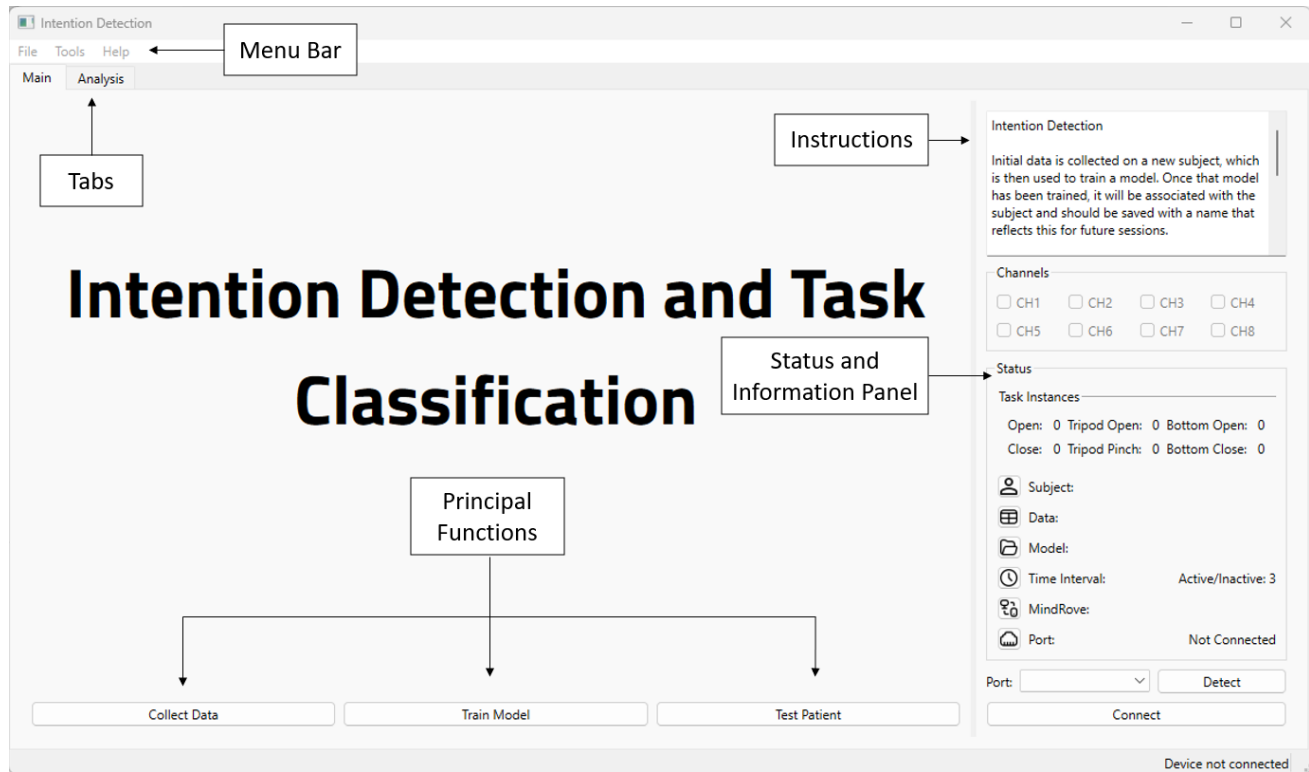 Intention Detection
File Tools Help
Menu Bar
Main Analysis
Tabs
Instructions
Intention Detection
Initial data is collected on a new subject, which
is then used to train a model. Once that model
has been trained, it will be associated with the
subject and should be saved with a name that
reflects this for future sessions.
Intention Detection and Task
Classification
Channels
CH1 CH2 CH3 CH4
CH5 CH6 CH7 CH8
Status and
Information Panel
Status
Task Instances
Open: 0 Tripod Open: 0 Bottom Open: 0
Close: 0 Tripod Pinch: 0 Bottom Close: 0
Subject:
Data:
Model:
Time Interval: Active/Inactive: 3
MindRove:
Port: Not Connected
Principal
Functions
Port: Detect
Collect Data Train Model Test Patient
Connect
Device not connected